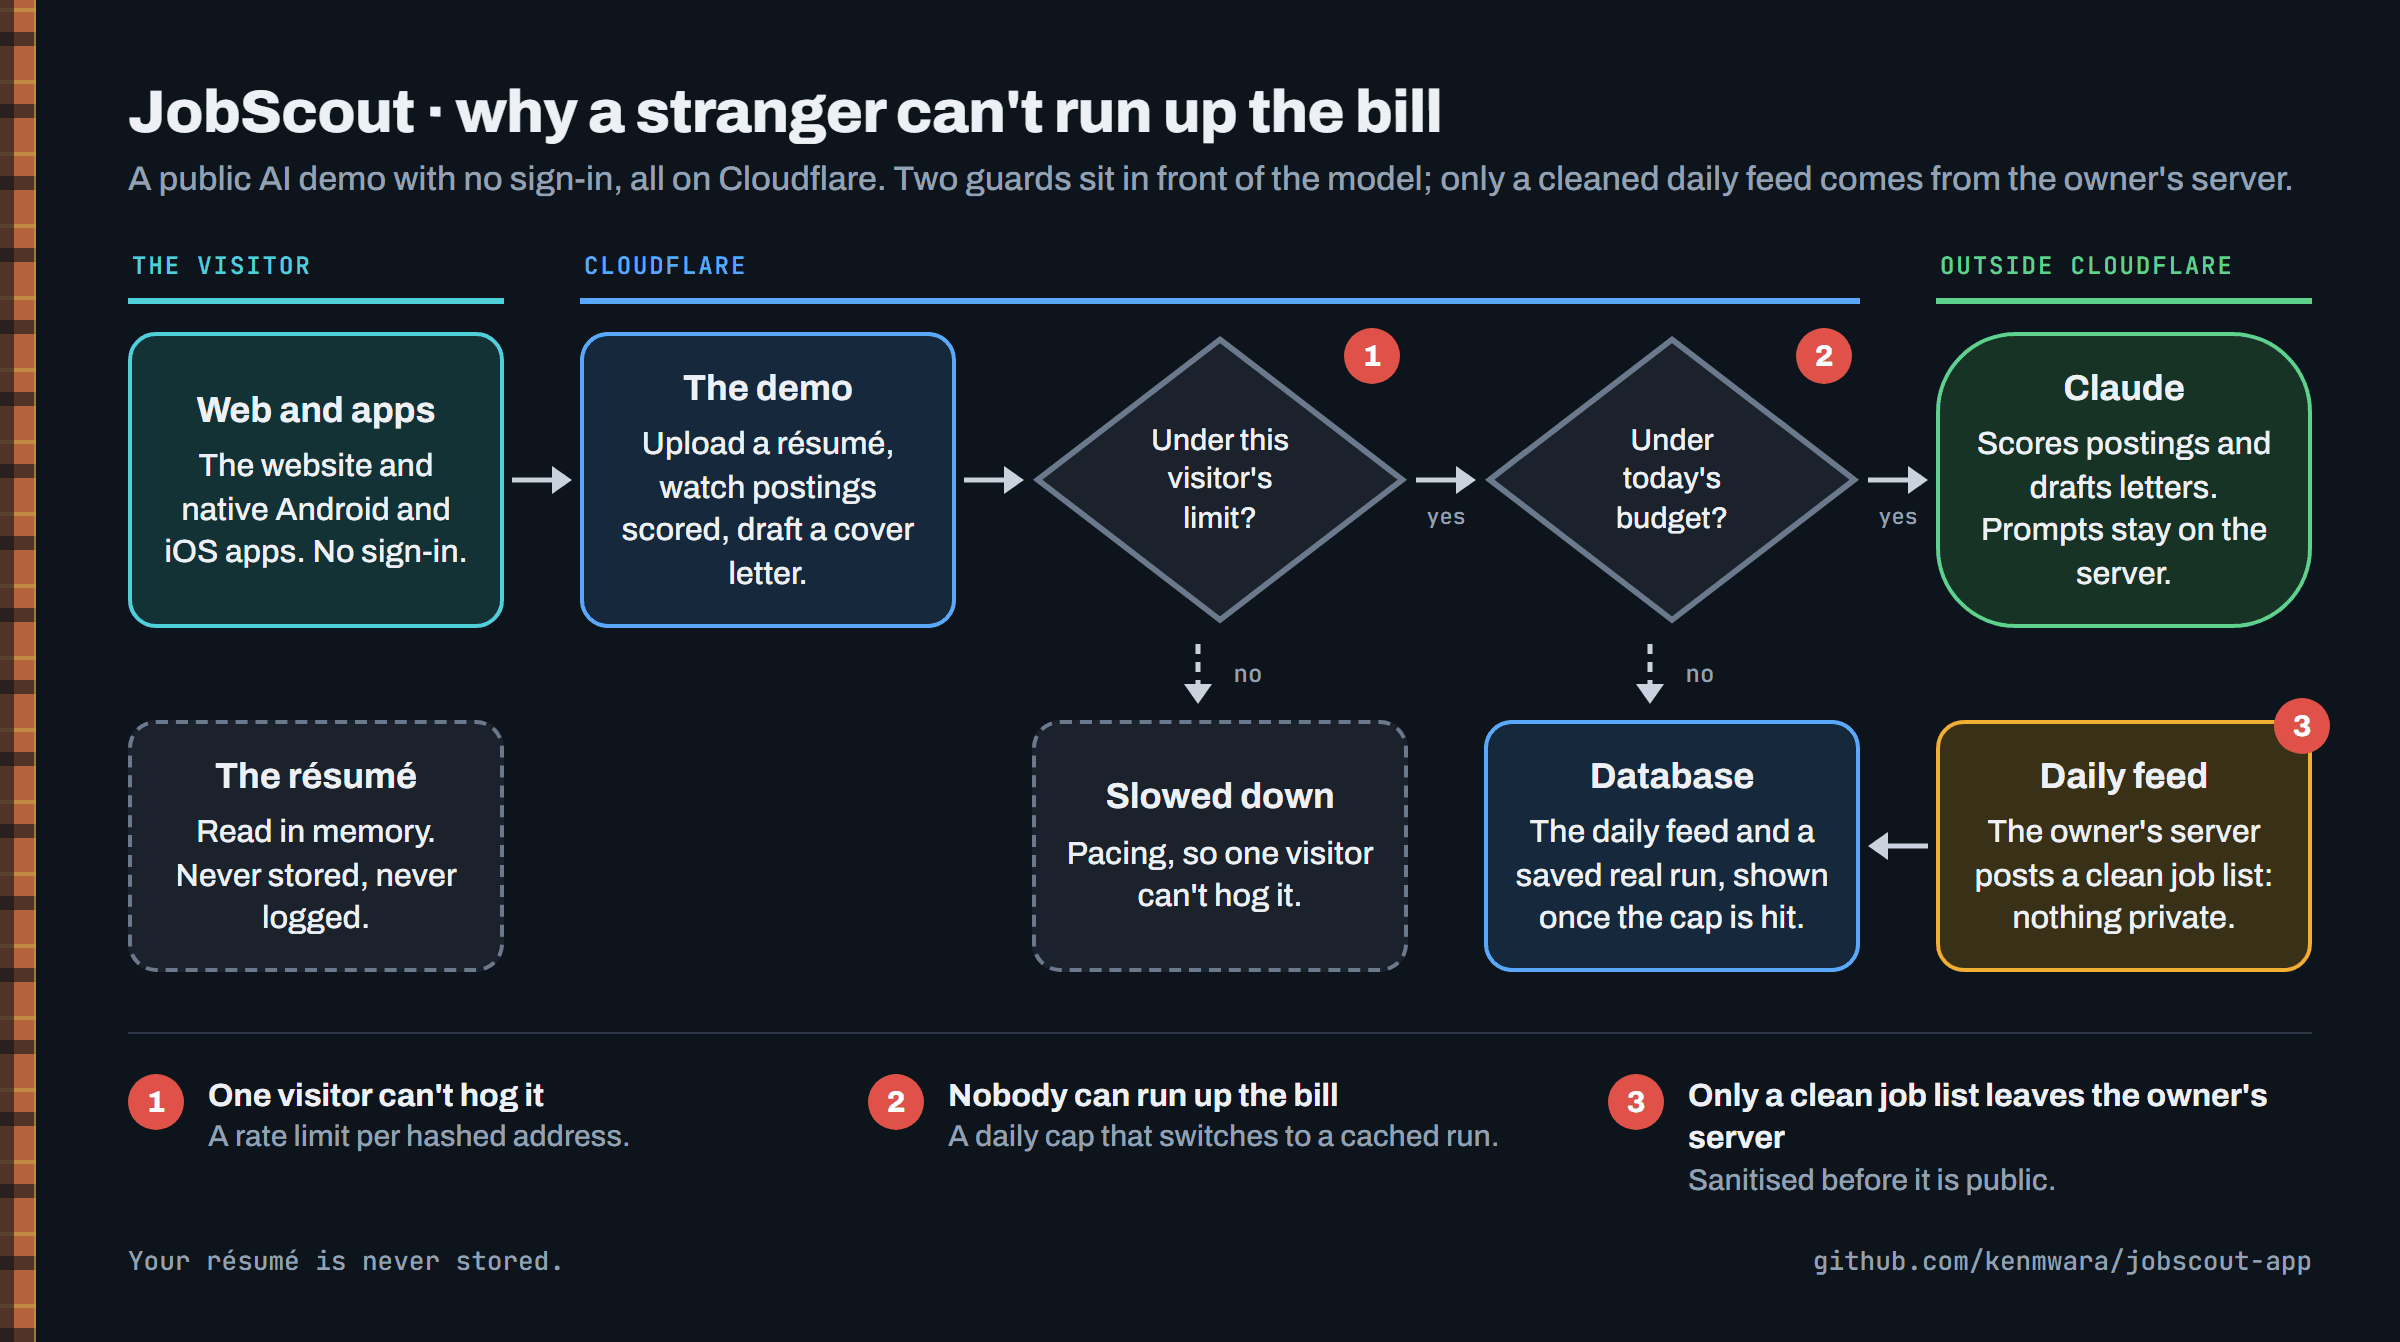 JobScout · why a stranger can't run up the bill
A public AI demo with no sign-in, all on Cloudflare. Two guards sit in front of the model; only a cleaned daily feed comes from the owner's server.
THE VISITOR
CLOUDFLARE
OUTSIDE CLOUDFLARE
Web and apps
The website and
native Android and
iOS apps. No sign-in.
The demo
Upload a résumé,
watch postings
scored, draft a cover
letter.
1
Under this
visitor's
limit?
yes
2
Under
today's
budget?
yes
Claude
Scores postings and
drafts letters.
Prompts stay on the
server.
no
no
The résumé
Read in memory.
Never stored, never
logged.
Slowed down
Pacing, so one visitor
can't hog it.
Database
The daily feed and a
saved real run, shown
once the cap is hit.
3
Daily feed
The owner's server
posts a clean job list:
nothing private.
1
One visitor can't hog it
A rate limit per hashed address.
2
Nobody can run up the bill
A daily cap that switches to a cached run.
3
Only a clean job list leaves the owner's
server
Sanitised before it is public.
Your résumé is never stored.
github.com/kenmwara/jobscout-app